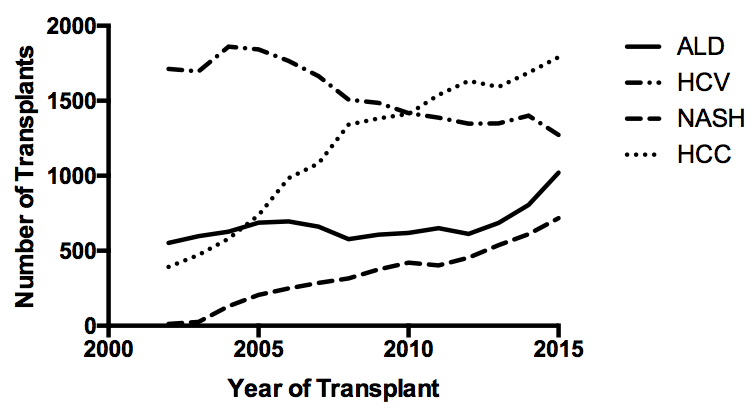 Number of Transplants
2000
1500
1000
500
0
2000 2005 2010 2015
Year of Transplant
ALD
HCV
NASH
HCC